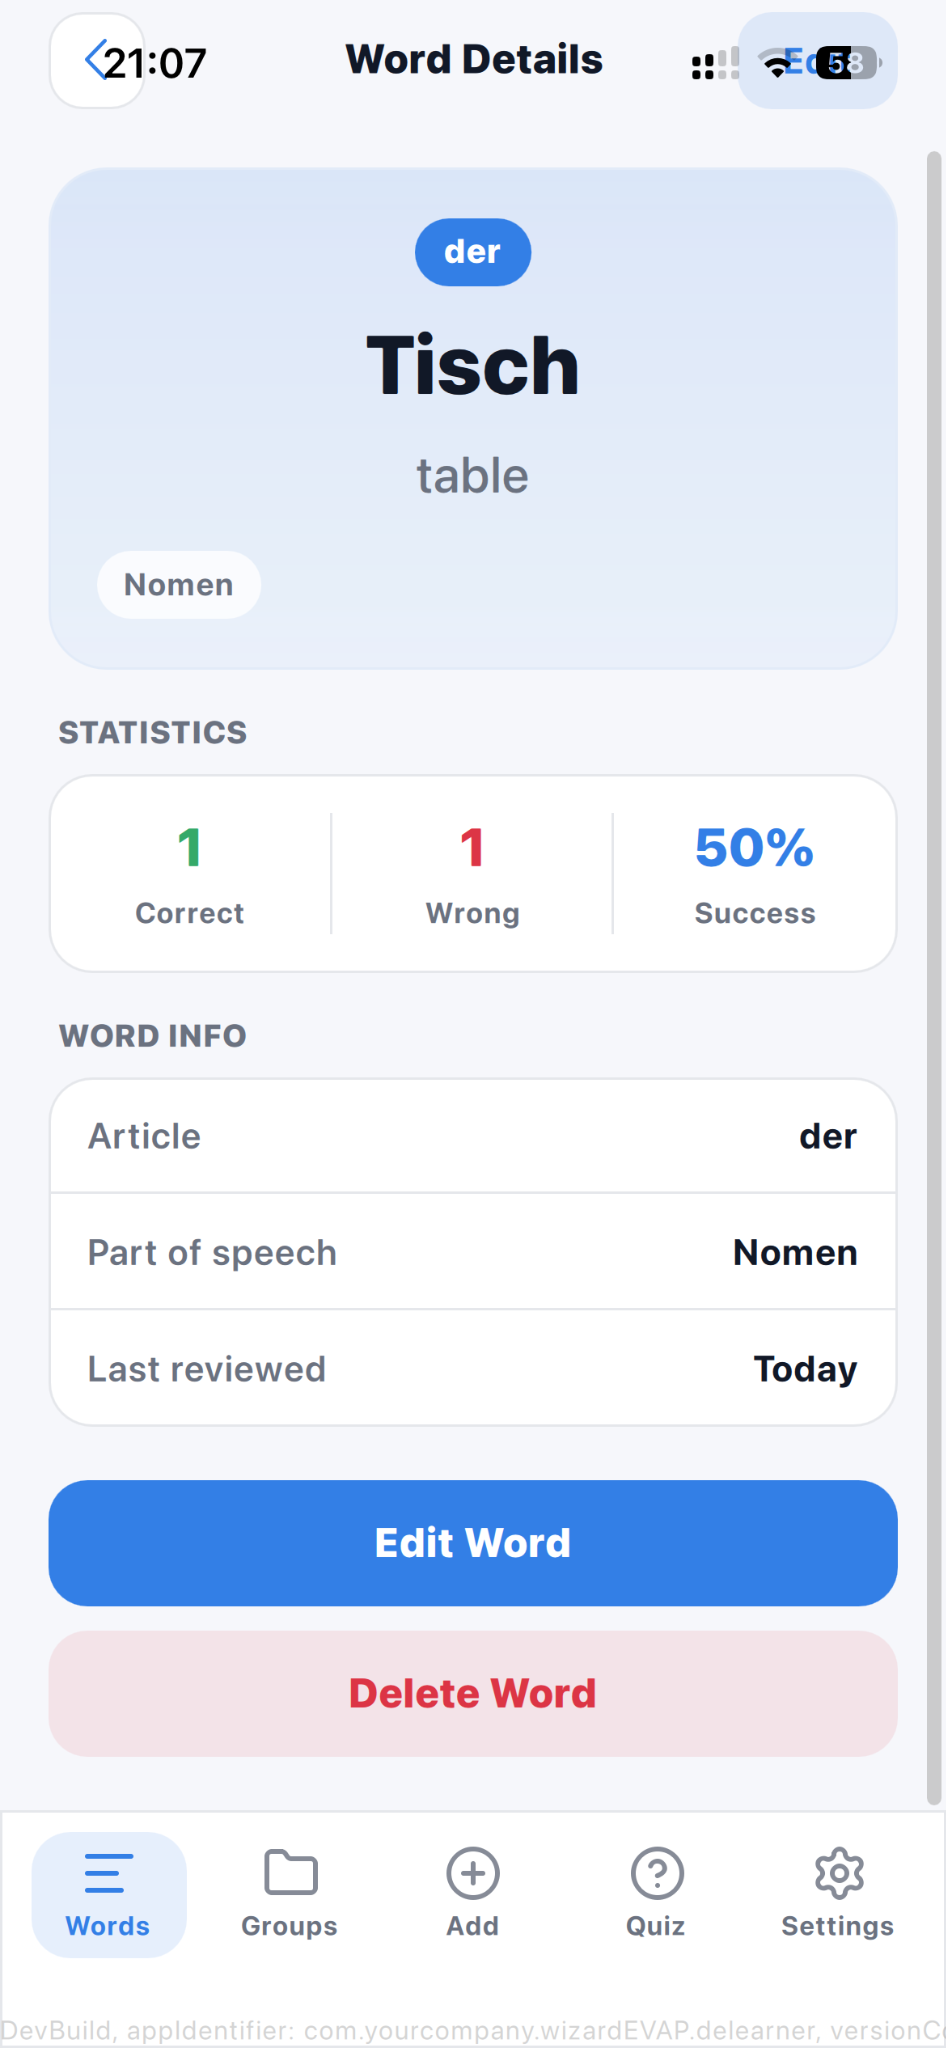 21:07
Word Details
58
der
Tisch
table
Nomen
STATISTICS
1
Correct
1
Wrong
50%
Success
WORD INFO
Article der
Part of speech Nomen
Last reviewed Today
Edit Word
Delete Word
Words Groups Add Quiz Settings
DevBuild, appIdentifier: com.yourcompany.wizardEVAP.delearner,